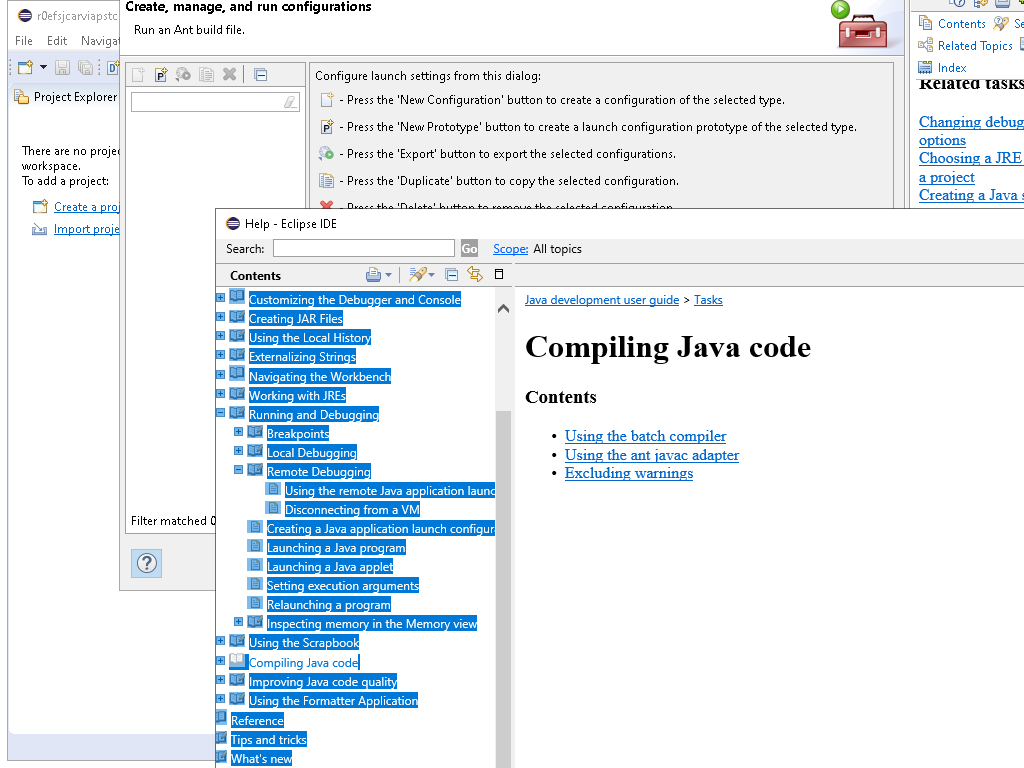 r0efsjcarviapstc
File Edit Navigat
Project Explorer
There are no projec
workspace.
To add a project:
Create a proj
Import proje
Create, manage, and run configurations
Run an Ant build file.
Filter matched 0
Configure launch settings from this dialog:
- Press the 'New Configuration' button to create a configuration of the selected type.
- Press the 'New Prototype' button to create a launch configuration prototype of the selected type.
- Press the 'Export' button to export the selected configurations.
- Press the 'Duplicate' button to copy the selected configuration.
- Press the 'Delete' button to remove the selected configuration.
Contents Se
Related Topics
Index
Related tasks
Changing debug
options
Choosing a JRE
a project
Creating a Java s
Help - Eclipse IDE
Search: Go Scope: All topics
Contents
Customizing the Debugger and Console
Creating JAR Files
Using the Local History
Externalizing Strings
Navigating the Workbench
Working with JREs
Running and Debugging
Breakpoints
Local Debugging
Remote Debugging
Using the remote Java application launc
Disconnecting from a VM
Creating a Java application launch configura
Launching a Java program
Launching a Java applet
Setting execution arguments
Relaunching a program
Inspecting memory in the Memory view
Using the Scrapbook
Compiling Java code
Improving Java code quality
Using the Formatter Application
Reference
Tips and tricks
What's new
Java development user guide > Tasks
Compiling Java code
Contents
• Using the batch compiler
• Using the ant javac adapter
• Excluding warnings